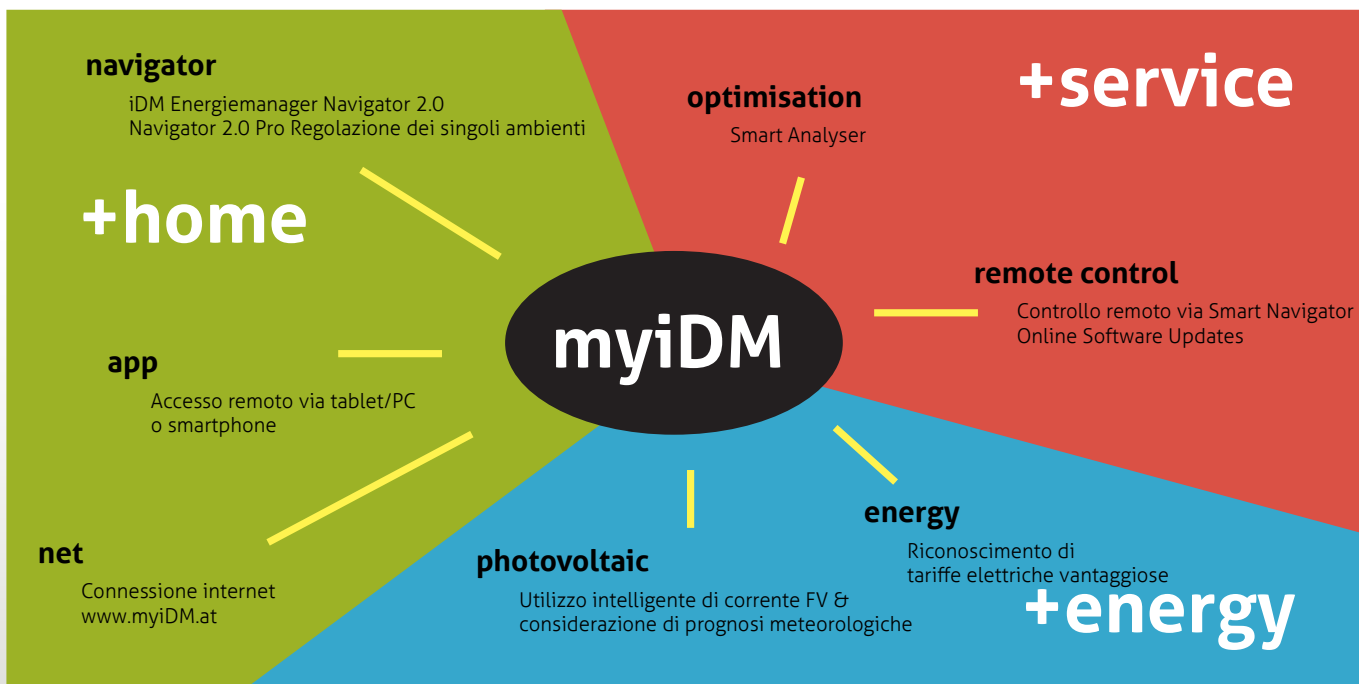 navigator
iDM Energiemanager Navigator 2.0
Navigator 2.0 Pro Regolazione dei singoli ambienti
+home
app
Accesso remoto via tablet/PC
o smartphone
net
Connessione internet
www.myiDM.at
myiDM
optimisation
Smart Analyser
+service
remote control
Controllo remoto via Smart Navigator
Online Software Updates
photovoltaic
Utilizzo intelligente di corrente FV &
considerazione di prognosi meteorologiche
energy
Riconoscimento di
tariffe elettriche vantaggiose
+energy